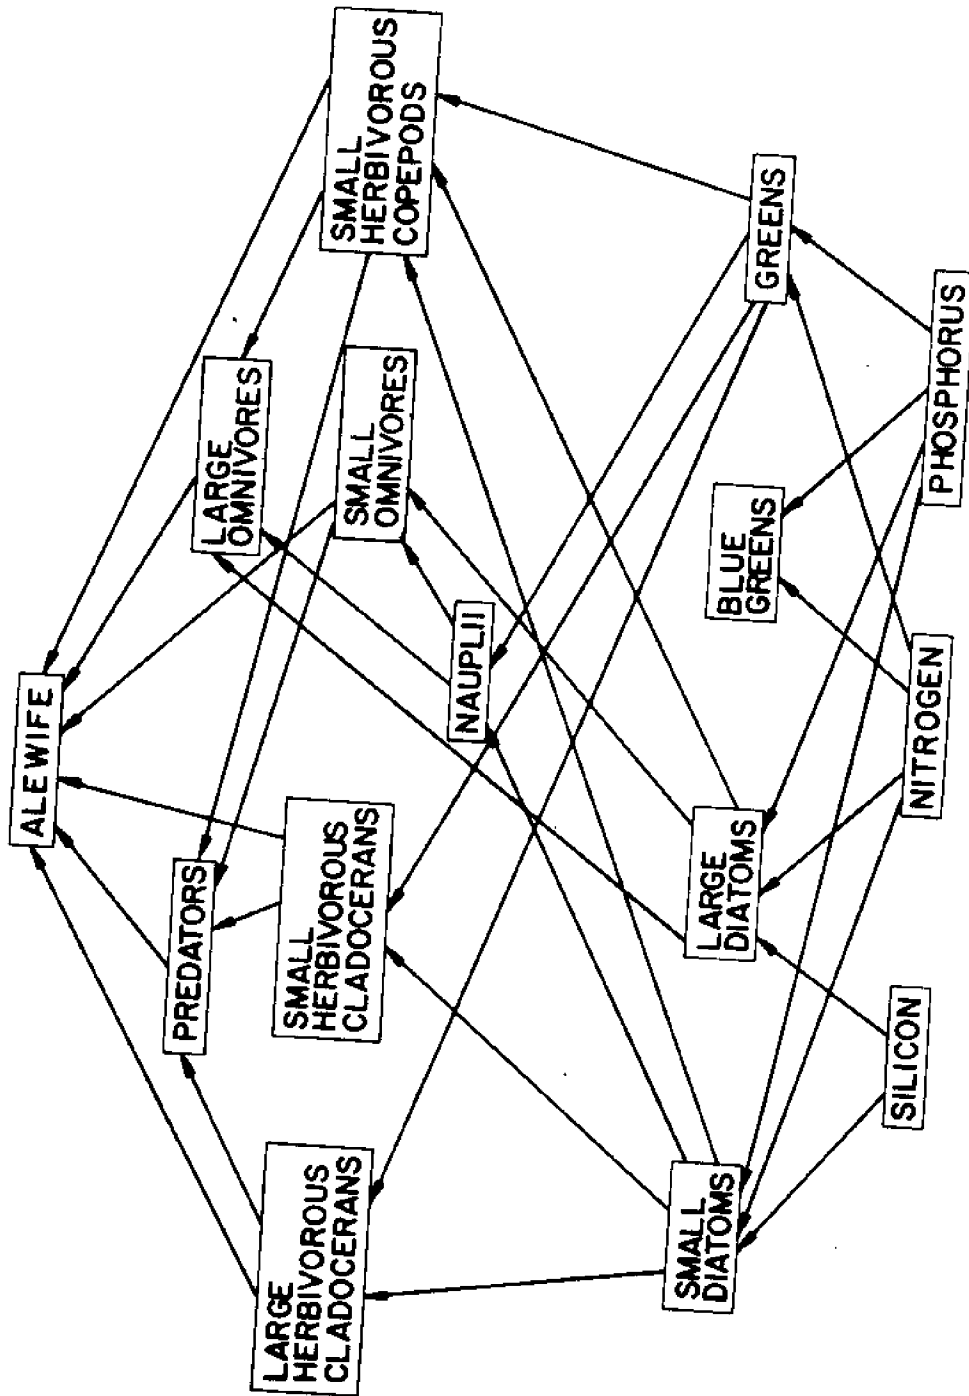 ALEWIFE
PREDATORS
LARGE
OMNIVORES
LARGE
HERBIVOROUS
CLADOCERANS
SMALL
HERBIVOROUS
CLADOCERANS
SMALL
OMNIVORES
SMALL
HERBIVOROUS
COPEPODS
NAUPLII
SMALL
DIATOMS
LARGE
DIATOMS
BLUE
GREENS
GREENS
SILICON
NITROGEN
PHOSPHORUS